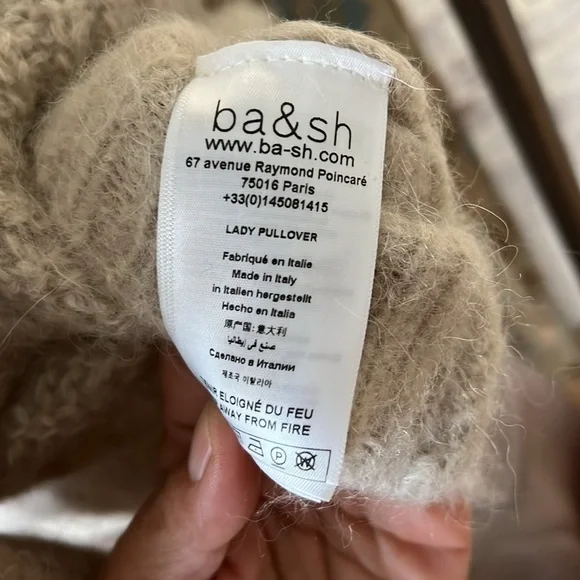 ba&sh
www.ba-sh.com
67 avenue Raymond Poincaré
75016 Paris
+33(0)145081415
LADY PULLOVER
Fabriqué en Italie
Made in Italy
in Italien hergestellt
Hecho en Italia
原产国:意大利
صنع في إيطاليا
Сделано в Италии
제조국 이탈리아
ELOIGNÉ DU FEU
AWAY FROM FIRE
P W